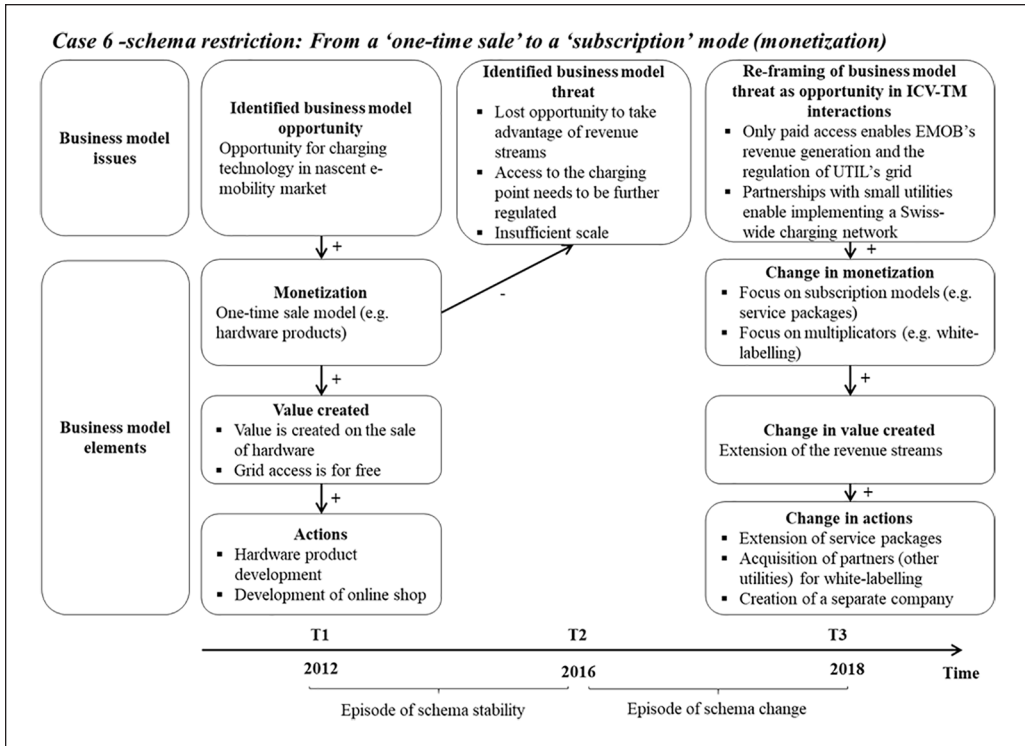 Case 6 -schema restriction: From a ‘one-time sale’ to a ‘subscription’ mode (monetization)
Business model
issues
Identified business model
opportunity
Opportunity for charging
technology in nascent e-
mobility market
Identified business model
threat
▪ Lost opportunity to take
advantage of revenue
streams
▪ Access to the charging
point needs to be further
regulated
▪ Insufficient scale
Re-framing of business model
threat as opportunity in ICV-TM
interactions
▪ Only paid access enables EMOB’s
revenue generation and the
regulation of UTIL’s grid
▪ Partnerships with small utilities
enable implementing a Swiss-
wide charging network
+
+
-
Business model
elements
Monetization
One-time sale model (e.g.
hardware products)
+
Value created
▪ Value is created on the sale
of hardware
▪ Grid access is for free
+
Actions
▪ Hardware product
development
▪ Development of online shop
Change in monetization
▪ Focus on subscription models (e.g.
service packages)
▪ Focus on multiplicators (e.g. white-
labelling)
+
Change in value created
Extension of the revenue streams
+
Change in actions
▪ Extension of service packages
▪ Acquisition of partners (other
utilities) for white-labelling
▪ Creation of a separate company
T1 T2 T3
2012 2016 2018 Time
Episode of schema stability Episode of schema change